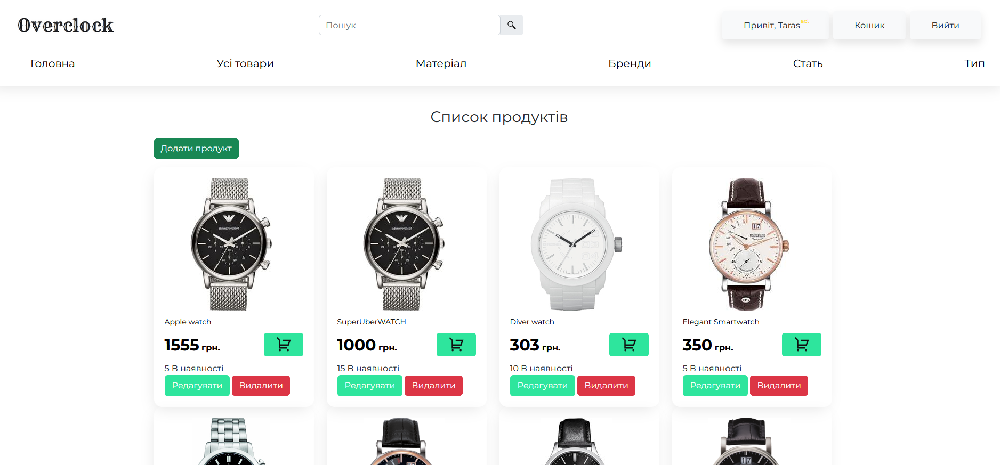 Overclock
Пошук
Привіт, Taras ad.
Кошик
Вийти
Головна
Усі товари
Матеріал
Бренди
Стать
Тип
Список продуктів
Додати продукт
Apple watch
1555 грн.
5 В наявності
Редагувати
Видалити
SuperUberWATCH
1000 грн.
15 В наявності
Редагувати
Видалити
Diver watch
303 грн.
10 В наявності
Редагувати
Видалити
Elegant Smartwatch
350 грн.
5 В наявності
Редагувати
Видалити